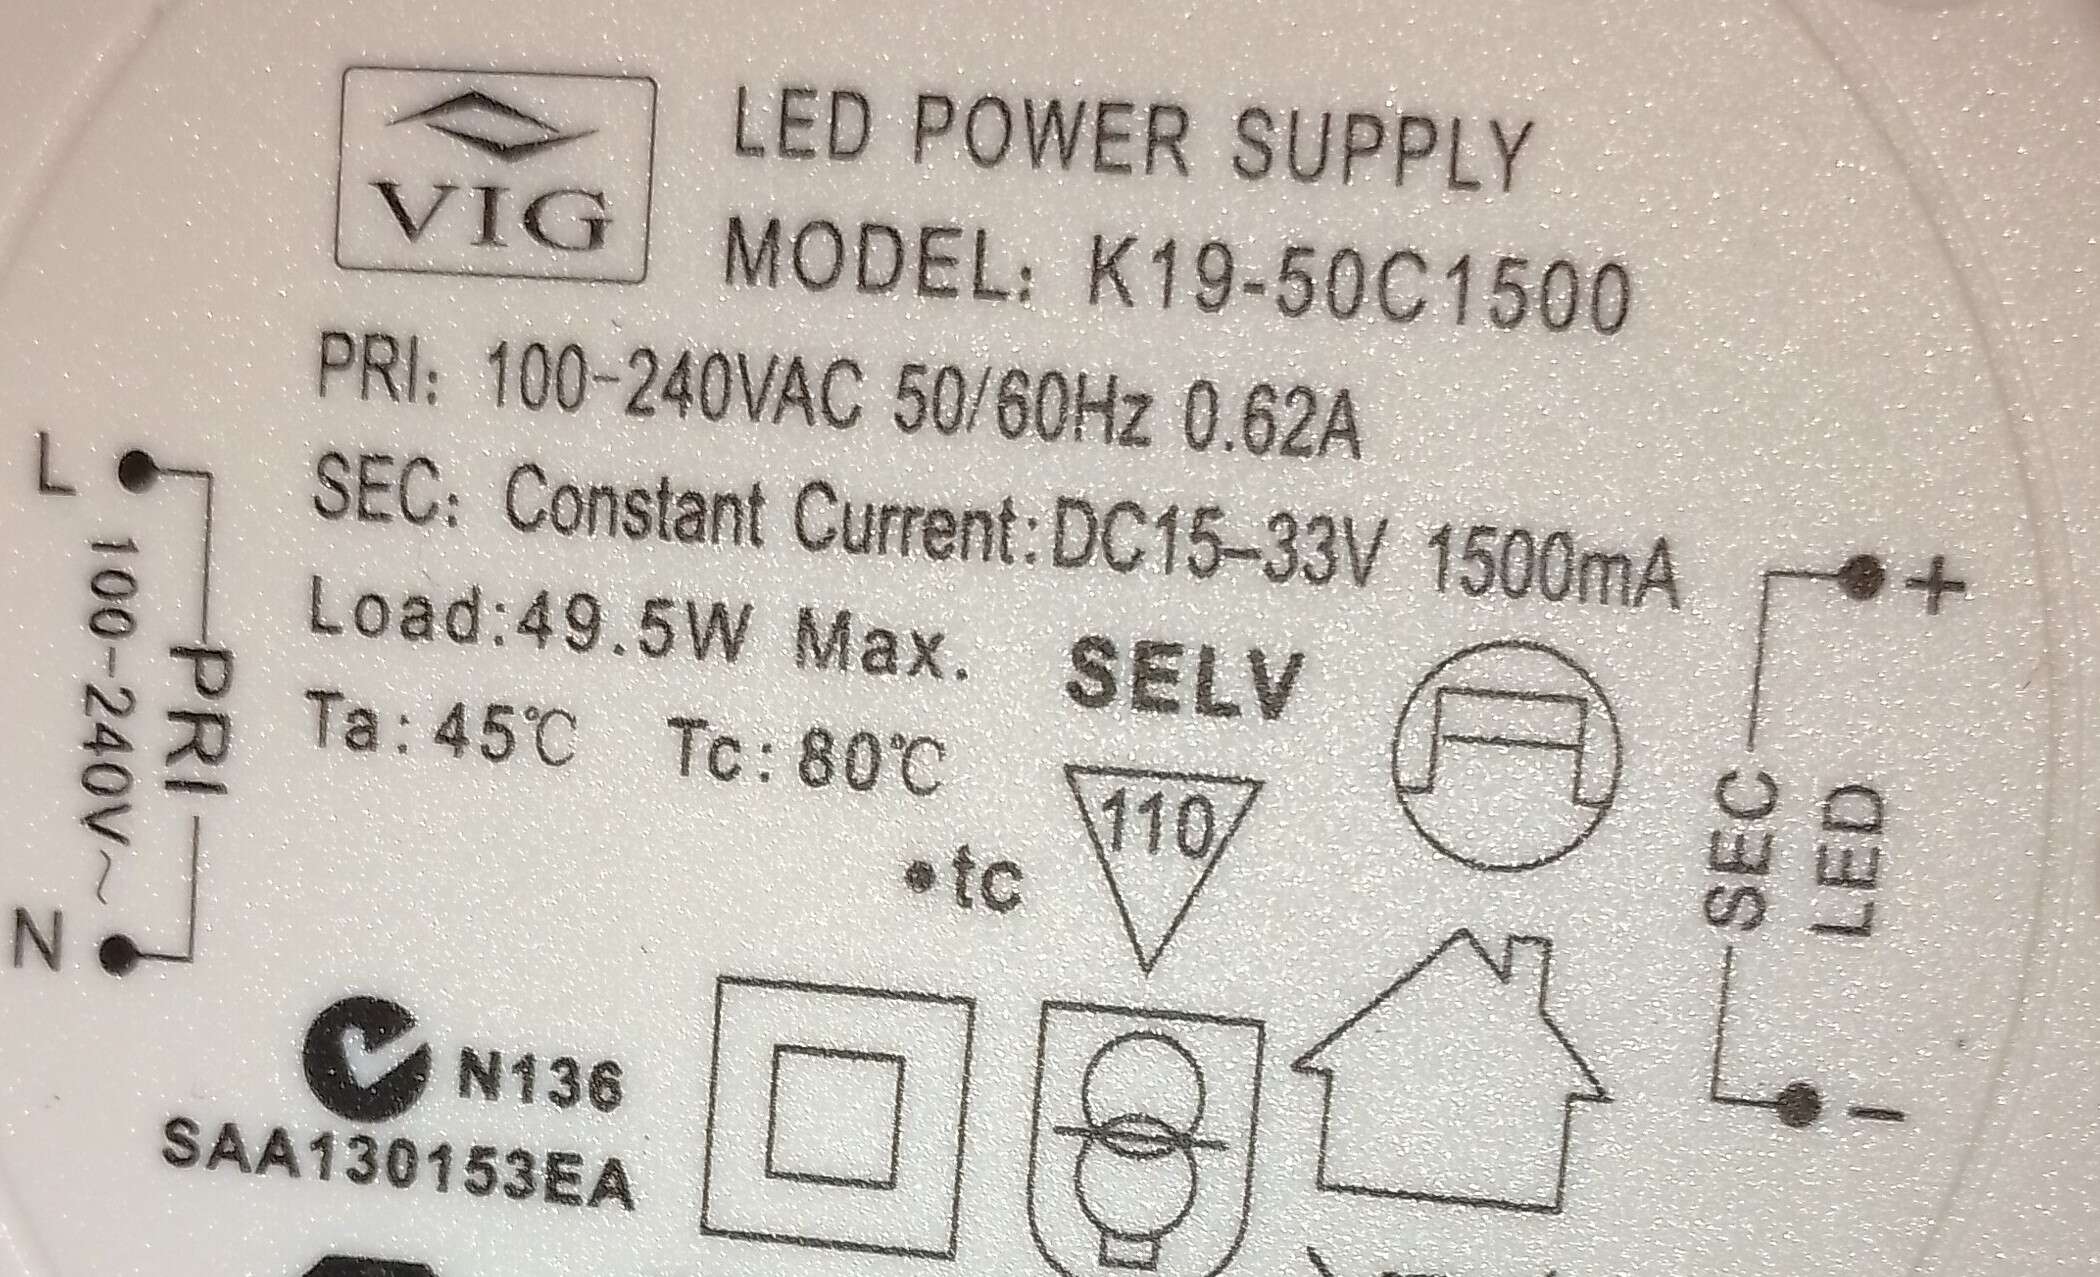 VIG
LED POWER SUPPLY
MODEL: K19-50C1500
PRI: 100-240VAC 50/60Hz 0.62A
SEC: Constant Current:DC15-33V 1500mA
Load:49.5W Max.
SELV
Ta:45℃ Tc:80℃
110
•tc
L
100-240V~
PRI
N
+
SEC
LED
-
N136
SAA130153EA